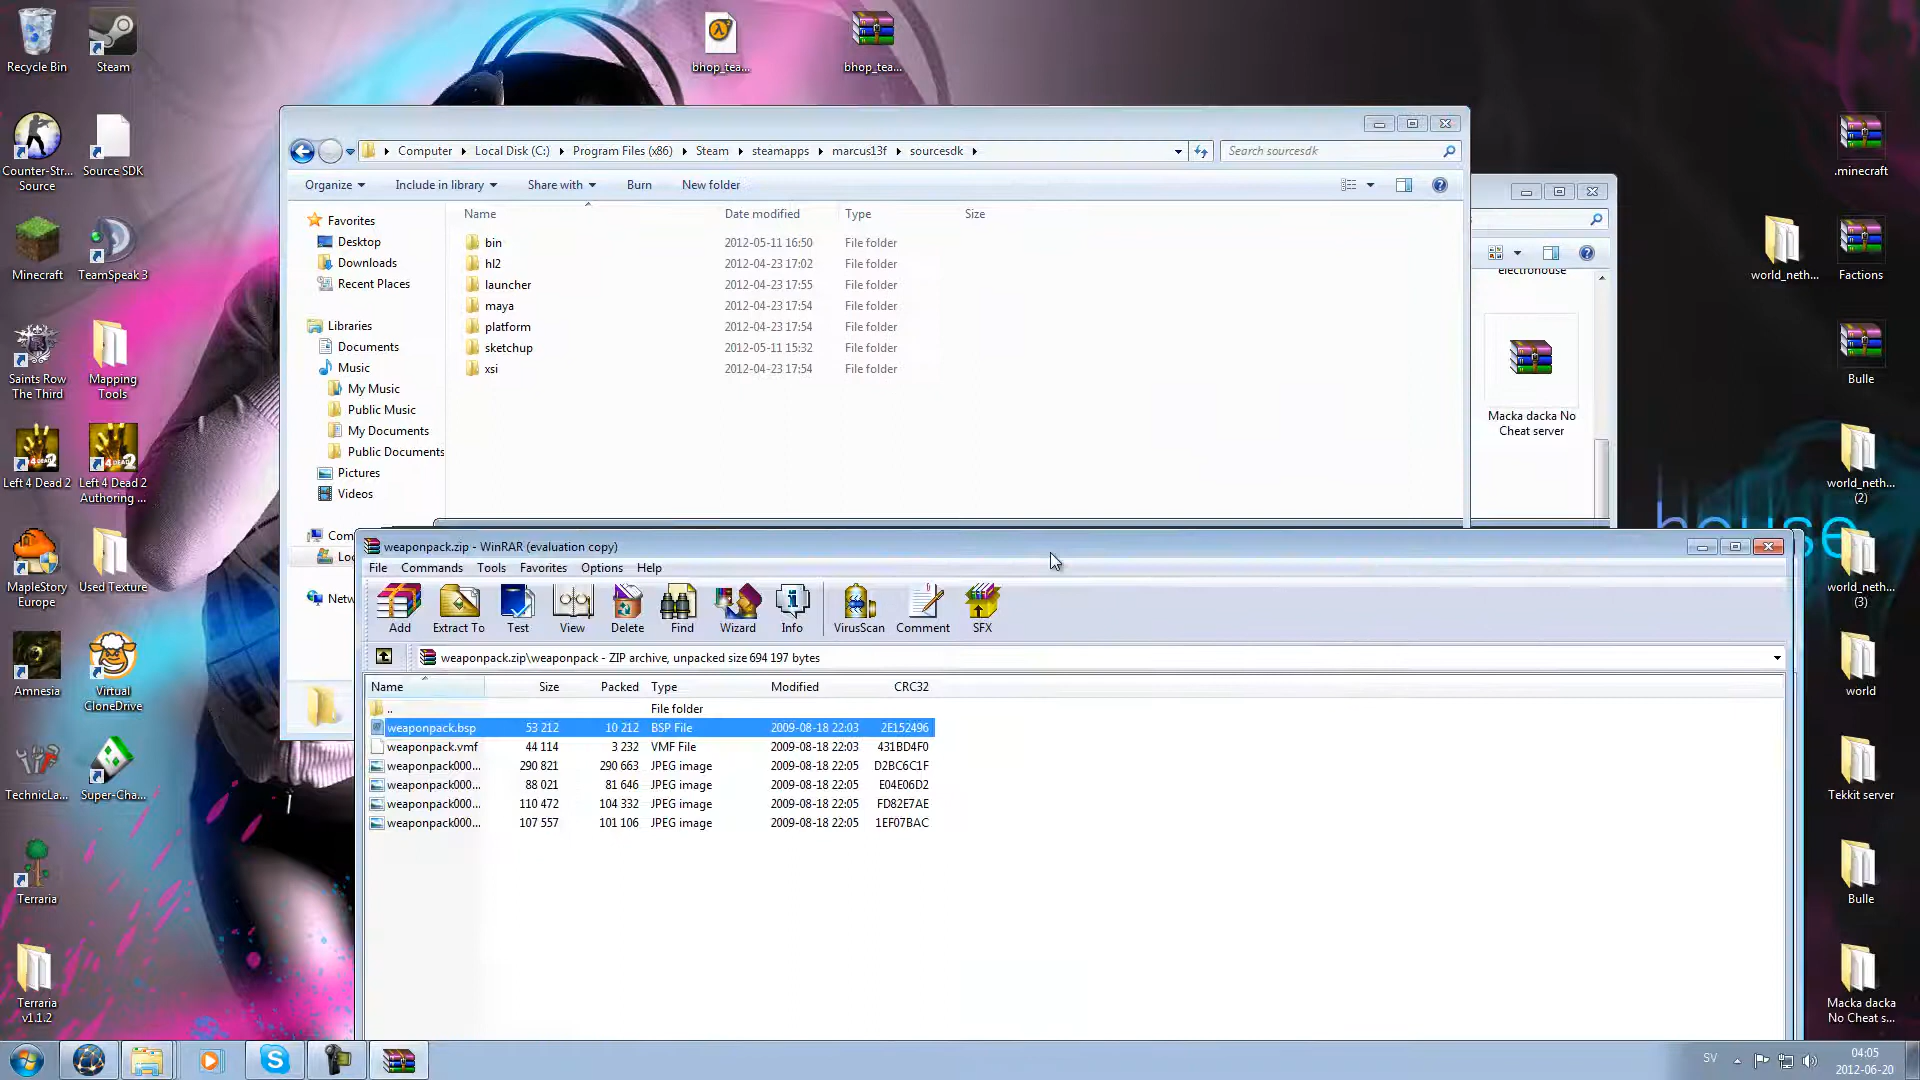 Recycle Bin
Steam
Counter-Str...
Source
Source SDK
Minecraft
TeamSpeak 3
Saints Row
The Third
Mapping
Tools
Left 4 Dead 2
Left 4 Dead 2
Authoring ...
MapleStory
Europe
Used Texture
Amnesia
Virtual
CloneDrive
TechnicLa...
Super-Cha...
Terraria
Terraria
v1.1.2
bhop_tea...
bhop_tea...
Computer
Local Disk (C:)
Program Files (x86)
Steam
steamapps
marcus13f
sourcesdk
Search sourcesdk
Organize
Include in library
Share with
Burn
New folder
Favorites
Desktop
Downloads
Recent Places
Libraries
Documents
Music
My Music
Public Music
My Documents
Public Documents
Pictures
Videos
Com
Loc
Netw
Name Date modified Type Size
bin 2012-05-11 16:50 File folder
hl2 2012-04-23 17:02 File folder
launcher 2012-04-23 17:55 File folder
maya 2012-04-23 17:54 File folder
platform 2012-04-23 17:54 File folder
sketchup 2012-05-11 15:32 File folder
xsi 2012-04-23 17:54 File folder
electrohouse
Macka dacka No
Cheat server
weaponpack.zip - WinRAR (evaluation copy)
File Commands Tools Options Favorites Options Help
Add Extract To Test View Delete Find Wizard Info VirusScan Comment SFX
weaponpack.zip\weaponpack - ZIP archive, unpacked size 694 197 bytes
Name Size Packed Type Modified CRC32
.. File folder
weaponpack.bsp 53 212 10 212 BSP File 2009-08-18 22:03 2E152496
weaponpack.vmf 44 114 3 232 VMF File 2009-08-18 22:03 431BD4F0
weaponpack000... 290 821 290 663 JPEG image 2009-08-18 22:05 D2BC6C1F
weaponpack000... 88 021 81 646 JPEG image 2009-08-18 22:05 E04E06D2
weaponpack000... 110 472 104 332 JPEG image 2009-08-18 22:05 FD82E7AE
weaponpack000... 107 557 101 106 JPEG image 2009-08-18 22:05 1EF07BAC
house
.minecraft
world_neth...
Factions
Bulle
world_neth...
(2)
world_neth...
(3)
world
Tekkit server
Bulle
Macka dacka
No Cheat s...
SV
04:05
2012-06-20